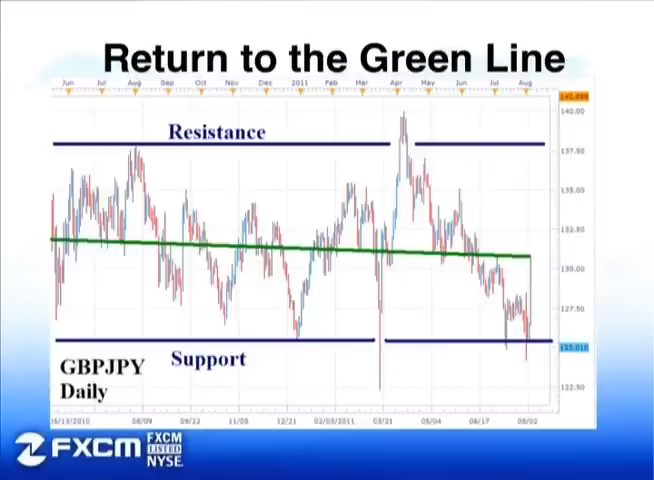 Return to the Green Line
Jun Jul Aug Sep Oct Nov Dec 2011 Feb Mar Apr May Jun Jul Aug
140.00
Resistance
137.50
135.00
132.50
130.00
127.50
125.010
Support
GBPJPY
Daily
122.50
08/09 09/22 11/05 12/21 02/03/2011 03/21 05/04 06/17 08/02
FXCM
FXCM
LISTED
NYSE